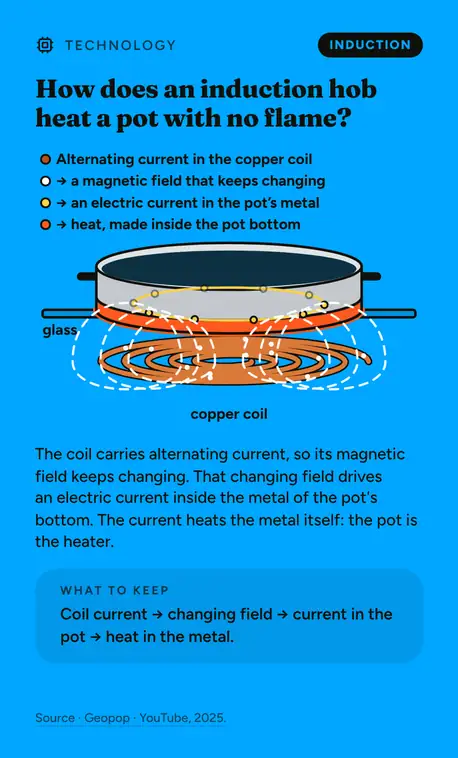 TECHNOLOGY
INDUCTION
How does an induction hob
heat a pot with no flame?
Alternating current in the copper coil
→ a magnetic field that keeps changing
→ an electric current in the pot’s metal
→ heat, made inside the pot bottom
glass
copper coil
The coil carries alternating current, so its magnetic
field keeps changing. That changing field drives
an electric current inside the metal of the pot's
bottom. The current heats the metal itself: the pot is
the heater.
WHAT TO KEEP
Coil current → changing field → current in the
pot → heat in the metal.
Source · Geopop · YouTube, 2025.